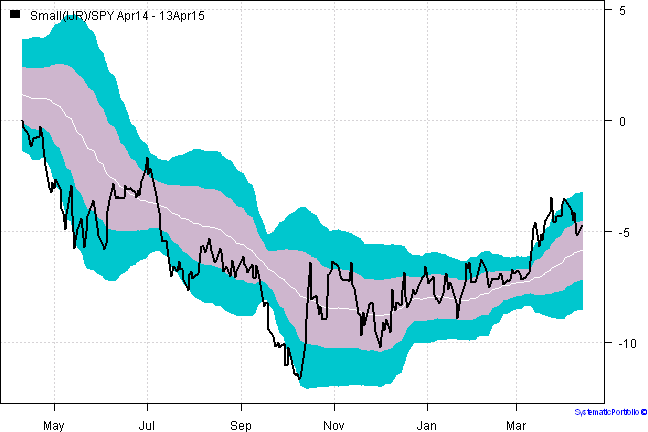 Small(IJR)/SPY Apr14 - 13Apr15
5
0
-5
-10
May Jul Sep Nov Jan Mar
SystematicPortfolio ©